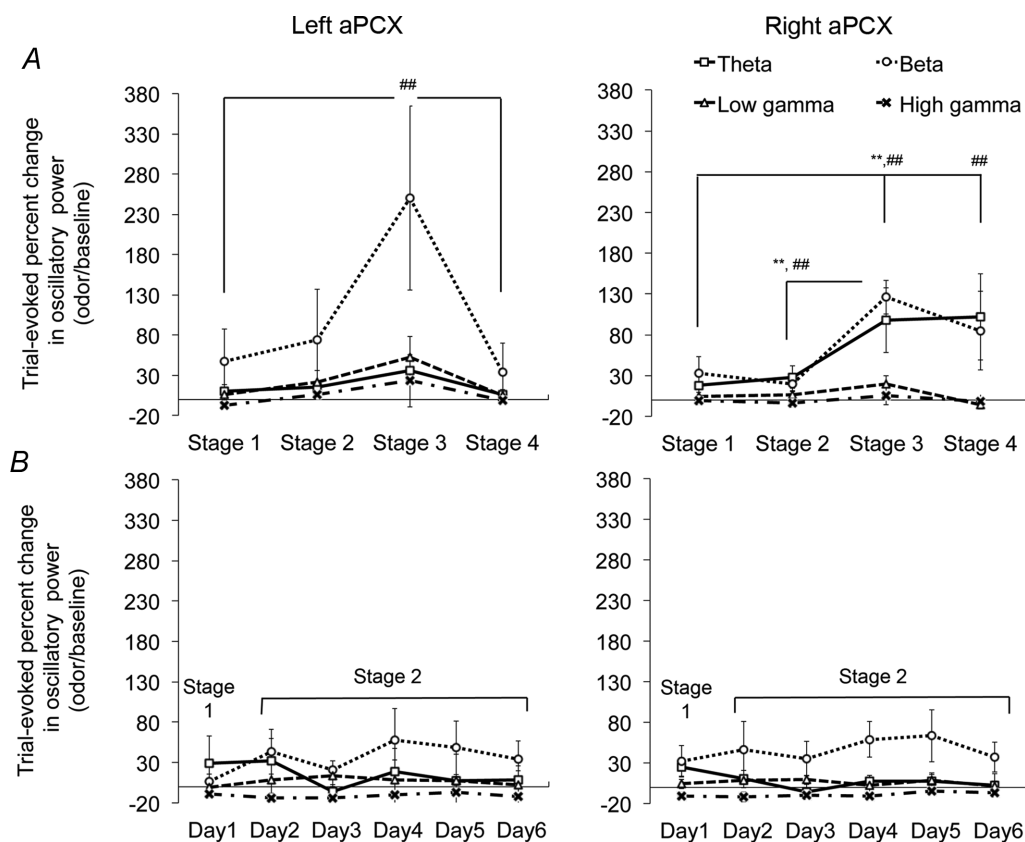 Left aPCX
Right aPCX
A
Theta
Beta
Low gamma
High gamma
Trial-evoked percent change
in oscillatory power
(odor/baseline)
380
330
280
230
180
130
80
30
-20
##
Stage 1 Stage 2 Stage 3 Stage 4
380
330
280
230
180
130
80
30
-20
**,##
##
**, ##
Stage 1 Stage 2 Stage 3 Stage 4
B
Trial-evoked percent change
in oscillatory power
(odor/baseline)
380
330
280
230
180
130
80
30
-20
Stage
1
Stage 2
Day1 Day2 Day3 Day4 Day5 Day6
380
330
280
230
180
130
80
30
-20
Stage
1
Stage 2
Day1 Day2 Day3 Day4 Day5 Day6